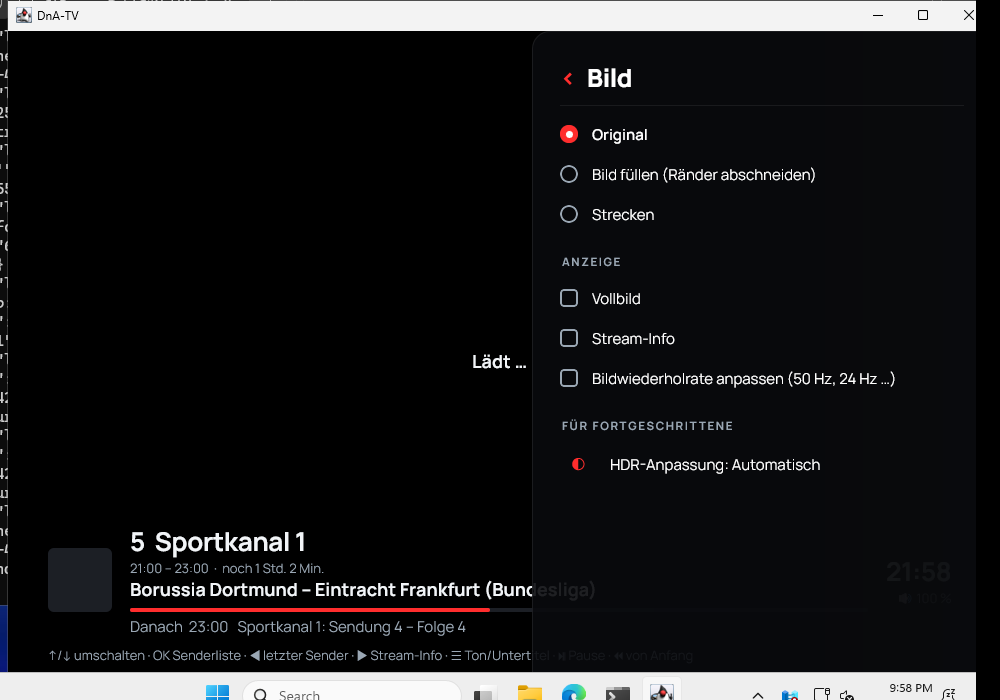 DnA-TV
Bild
Original
Bild füllen (Ränder abschneiden)
Strecken
ANZEIGE
Vollbild
Stream-Info
Lädt ...
Bildwiederholrate anpassen (50 Hz, 24 Hz ...)
FÜR FORTGESCHRITTENE
HDR-Anpassung: Automatisch
5 Sportkanal 1
21:00 – 23:00 · noch 1 Std. 2 Min.
Borussia Dortmund – Eintracht Frankfurt (Bundesliga)
21:58
100 %
Danach 23:00 Sportkanal 1: Sendung 4 – Folge 4
↑/↓ umschalten · OK Senderliste · ◀ letzter Sender · ▶ Stream-Info · ☰ Ton/Untertitel · ⏯ Pause · ⏪ von Anfang
Search
9:58 PM